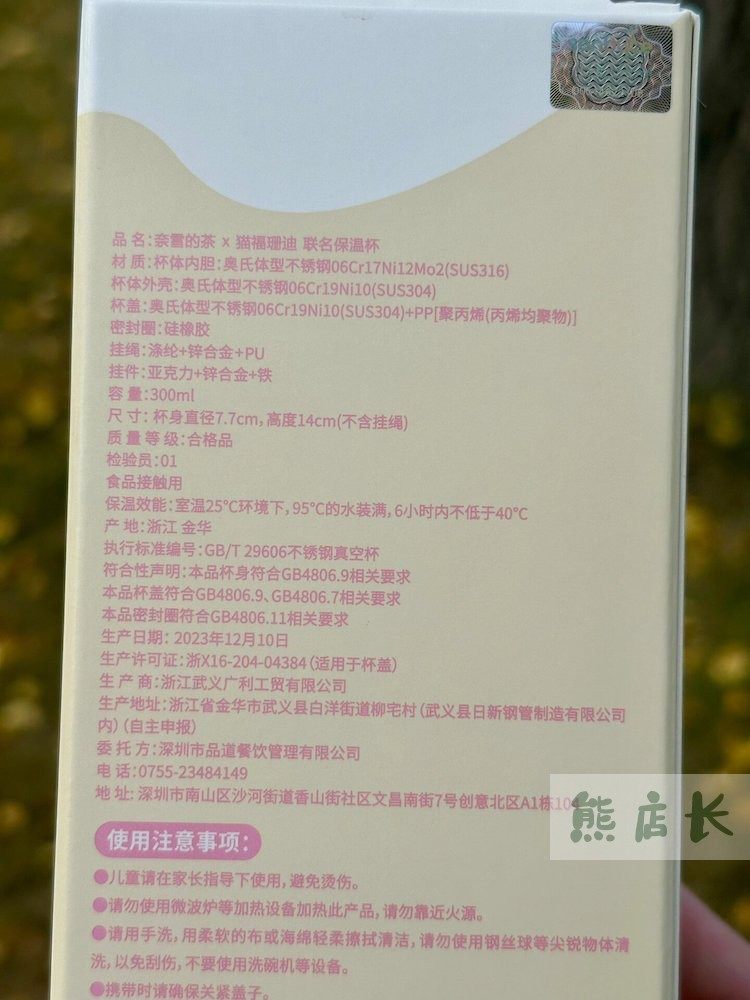 品 名：奈雪的茶 x 猫福珊迪 联名保温杯
材 质：杯体内胆：奥氏体型不锈钢06Cr17Ni12Mo2(SUS316)
杯体外壳：奥氏体型不锈钢06Cr19Ni10(SUS304)
杯盖：奥氏体型不锈钢06Cr19Ni10(SUS304)+PP[聚丙烯(丙烯均聚物)]
密封圈：硅橡胶
挂绳：涤纶+锌合金+PU
挂件：亚克力+锌合金+铁
容 量：300ml
尺 寸：杯身直径7.7cm，高度14cm(不含挂绳)
质 量 等 级：合格品
检验员：01
食品接触用
保温效能：室温25℃环境下，95℃的水装满，6小时内不低于40℃
产 地：浙江 金华
执行标准编号：GB/T 29606不锈钢真空杯
符合性声明：本品杯身符合GB4806.9相关要求
本品杯盖符合GB4806.9、GB4806.7相关要求
本品密封圈符合GB4806.11相关要求
生产日期：2023年12月10日
生产许可证：浙X16-204-04384（适用于杯盖）
生 产 商：浙江武义广利工贸有限公司
生产地址：浙江省金华市武义县白洋街道柳宅村（武义县日新钢管制造有限公司
内）（自主申报）
委 托 方：深圳市品道餐饮管理有限公司
电 话：0755-23484149
地 址：深圳市南山区沙河街道香山街社区文昌南街7号创意北区A1栋104
熊店长
使用注意事项：
●儿童请在家长指导下使用，避免烫伤。
●请勿使用微波炉等加热设备加热此产品，请勿靠近火源。
●请用手洗，用柔软的布或海绵轻柔擦拭清洁，请勿使用钢丝球等尖锐物体清
洗，以免刮伤，不要使用洗碗机等设备。
●携带时请确保关紧盖子。